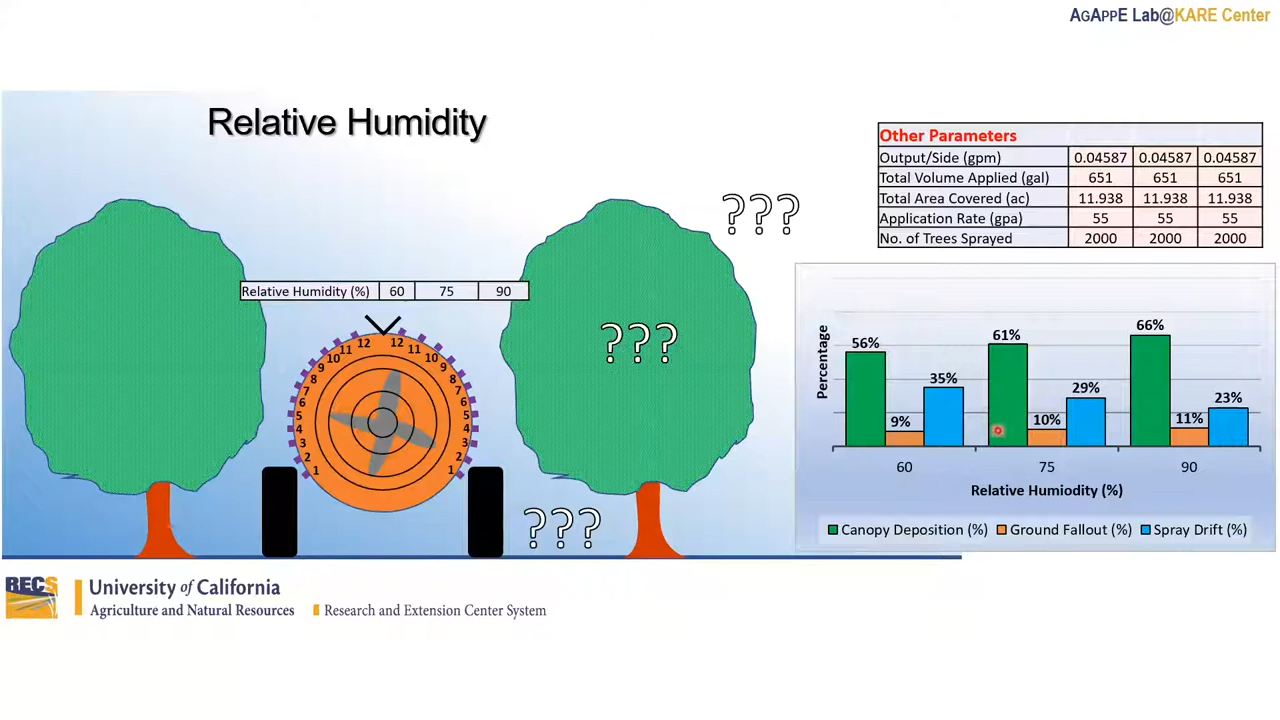 AGAPPE Lab@KARE Center
Relative Humidity
???
Other Parameters
Output/Side (gpm) 0.04587 0.04587 0.04587
Total Volume Applied (gal) 651 651 651
Total Area Covered (ac) 11.938 11.938 11.938
Application Rate (gpa) 55 55 55
No. of Trees Sprayed 2000 2000 2000
Relative Humidity (%) 60 75 90
???
12 12
11 11
10 10
9 9
8 8
7 7
6 6
5 5
4 4
3 3
2 2
1 1
???
Percentage
56% 9% 35% 61% 10% 29% 66% 11% 23%
60 75 90
Relative Humiodity (%)
Canopy Deposition (%) Ground Fallout (%) Spray Drift (%)
RECS
University of California
Agriculture and Natural Resources
Research and Extension Center System